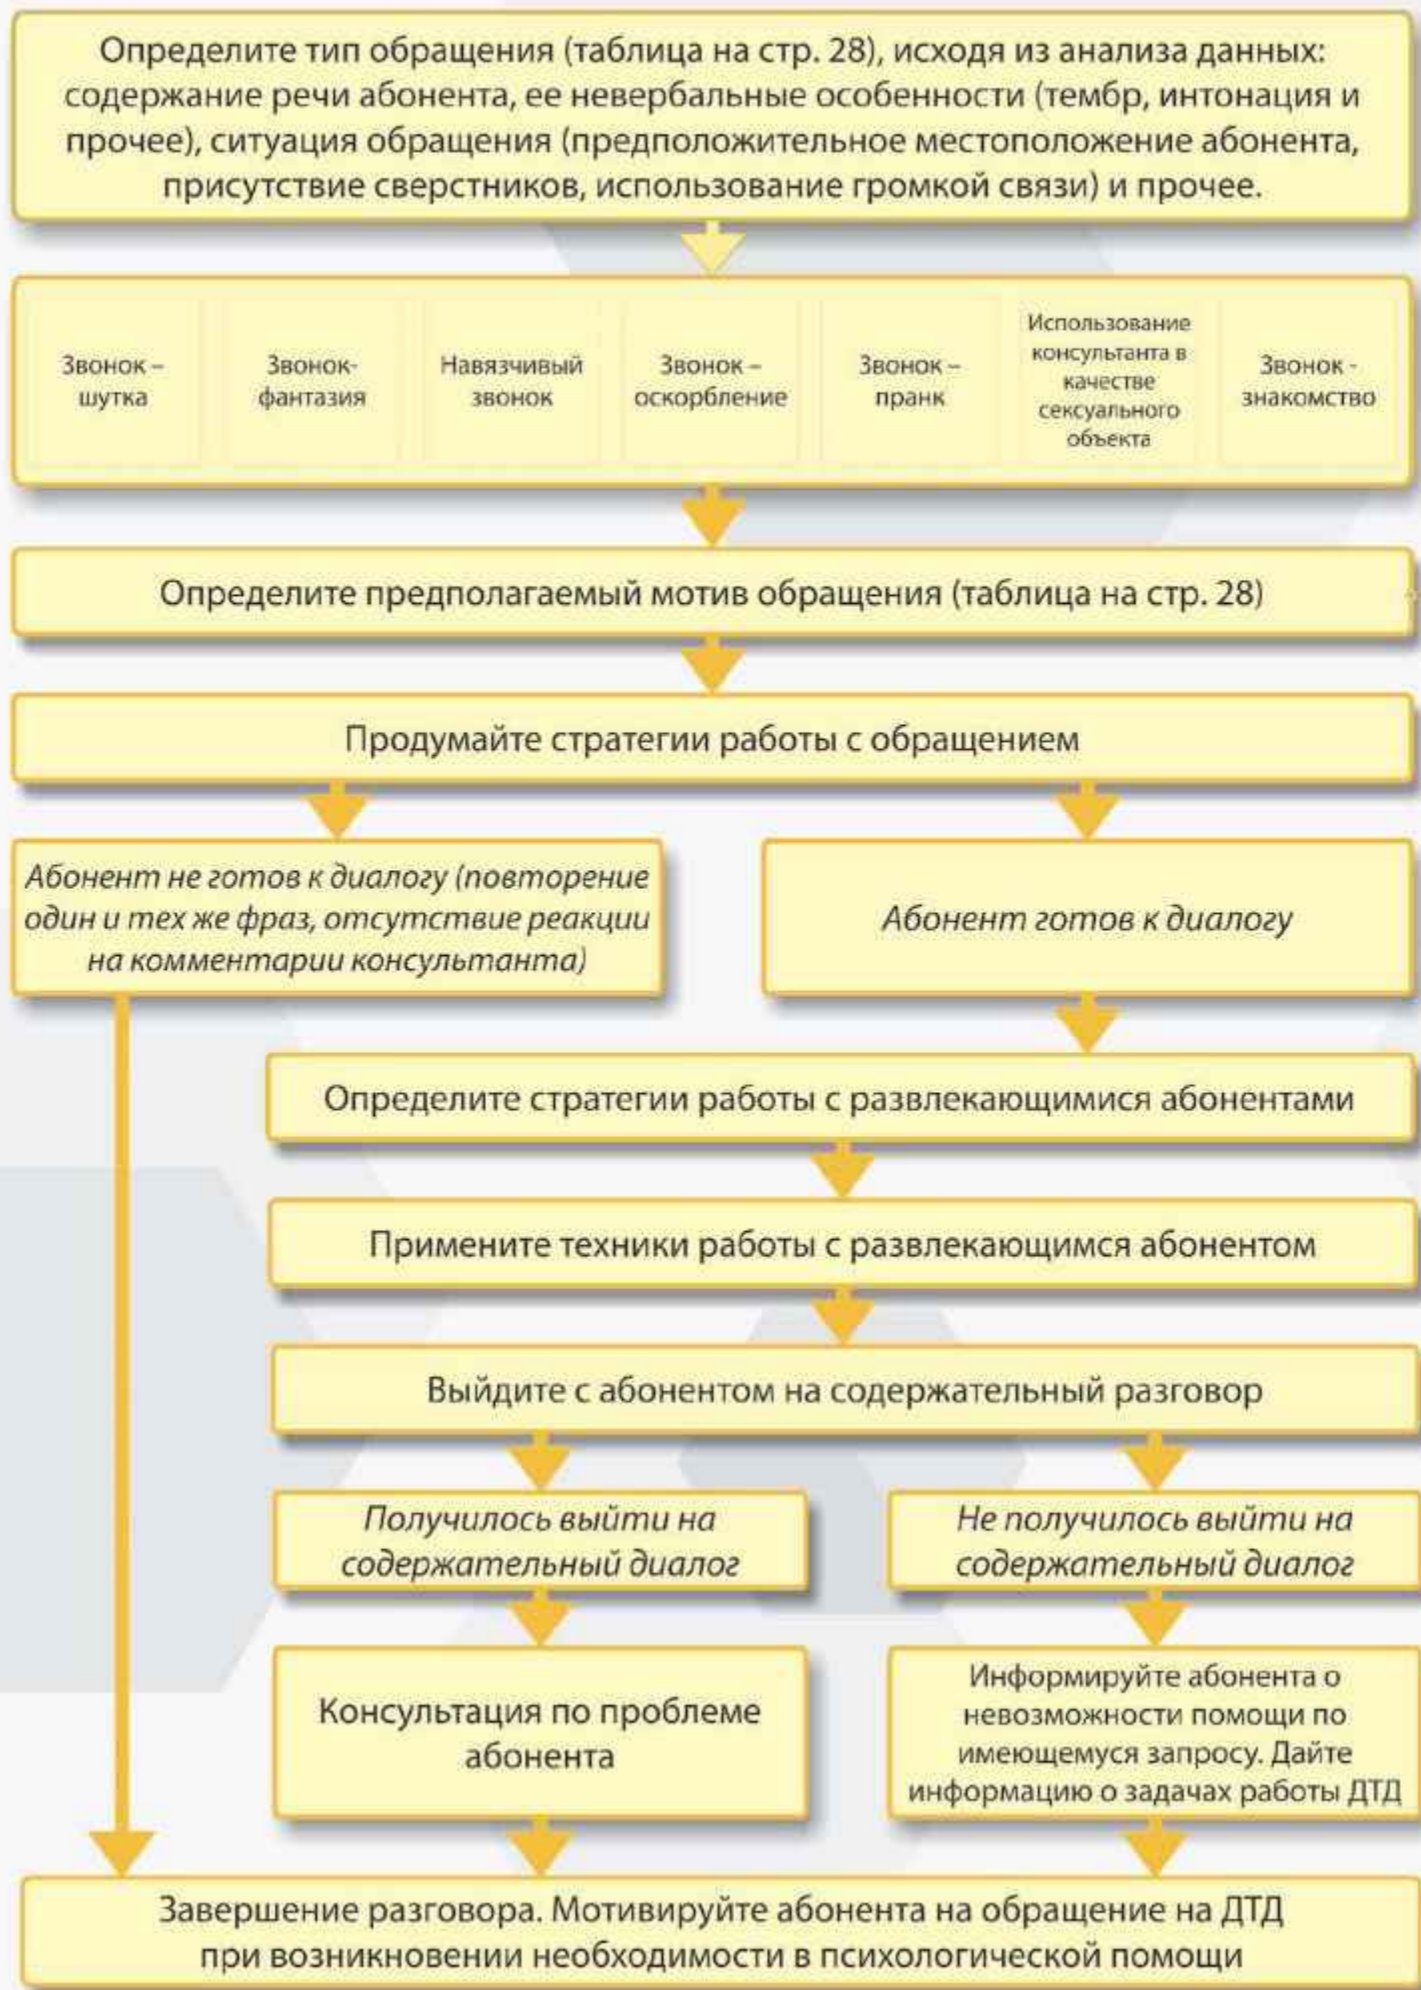 Определите тип обращения (таблица на стр. 28), исходя из анализа данных:
содержание речи абонента, ее невербальные особенности (тембр, интонация и
прочее), ситуация обращения (предположительное местоположение абонента,
присутствие сверстников, использование громкой связи) и прочее.
Звонок –
шутка
Звонок-
фантазия
Навязчивый
звонок
Звонок –
оскорбление
Звонок –
пранк
Использование
консультанта в
качестве
сексуального
объекта
Звонок -
знакомство
Определите предполагаемый мотив обращения (таблица на стр. 28)
Продумайте стратегии работы с обращением
Абонент не готов к диалогу (повторение
один и тех же фраз, отсутствие реакции
на комментарии консультанта)
Абонент готов к диалогу
Определите стратегии работы с развлекающимися абонентами
Примените техники работы с развлекающимся абонентом
Выйдите с абонентом на содержательный разговор
Получилось выйти на
содержательный диалог
Не получилось выйти на
содержательный диалог
Консультация по проблеме
абонента
Информируйте абонента о
невозможности помощи по
имеющемуся запросу. Дайте
информацию о задачах работы ДТД
Завершение разговора. Мотивируйте абонента на обращение на ДТД
при возникновении необходимости в психологической помощи